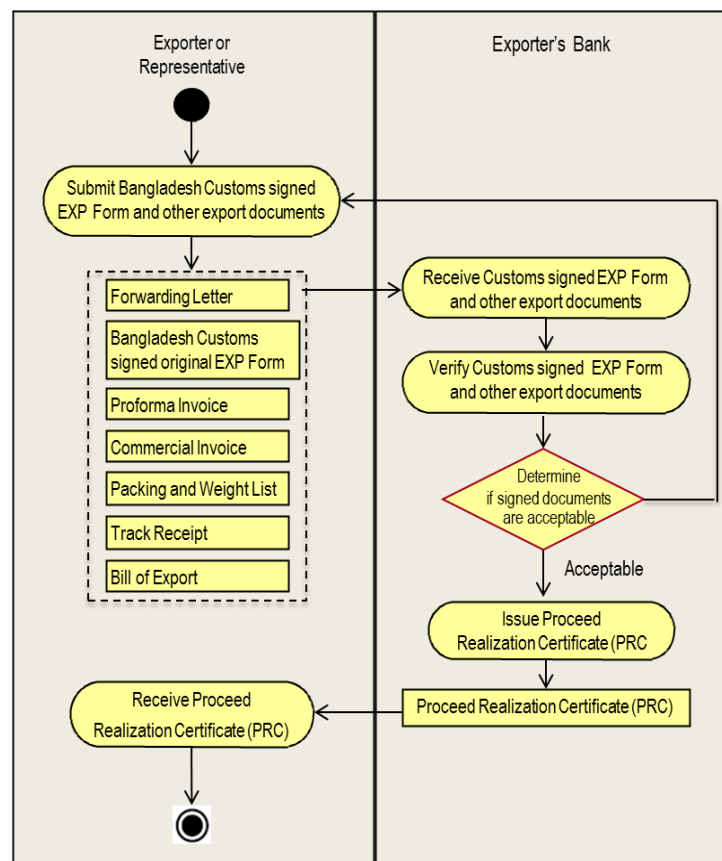 Exporter or
Representative
Exporter's Bank
Submit Bangladesh Customs signed
EXP Form and other export documents
Forwarding Letter
Bangladesh Customs
signed original EXP Form
Proforma Invoice
Commercial Invoice
Packing and Weight List
Track Receipt
Bill of Export
Receive Customs signed EXP Form
and other export documents
Verify Customs signed EXP Form
and other export documents
Determine
if signed documents
are acceptable
Acceptable
Issue Proceed
Realization Certificate (PRC
Proceed Realization Certificate (PRC)
Receive Proceed
Realization Certificate (PRC)